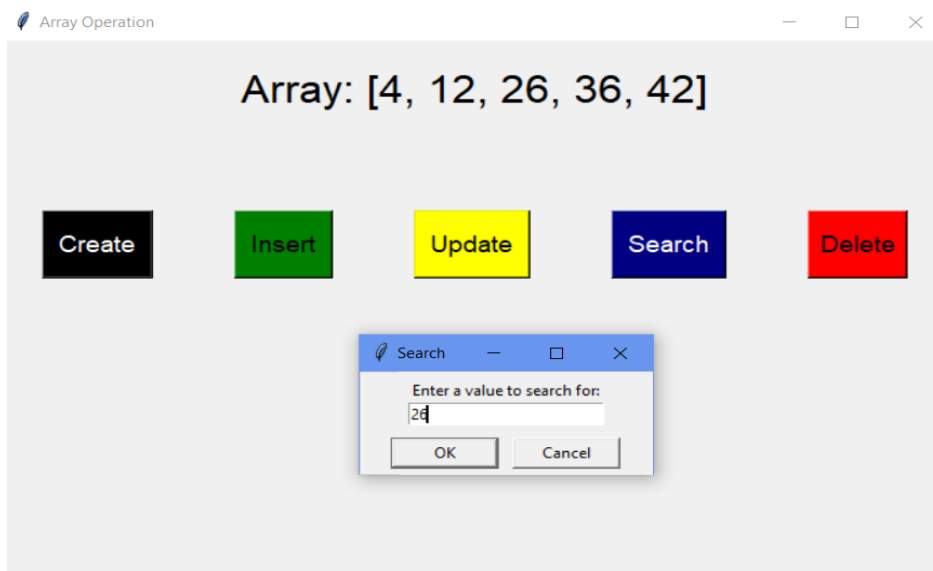 Array Operation
Array: [4, 12, 26, 36, 42]
Create Insert Update Search Delete
Search
Enter a value to search for:
26
OK Cancel